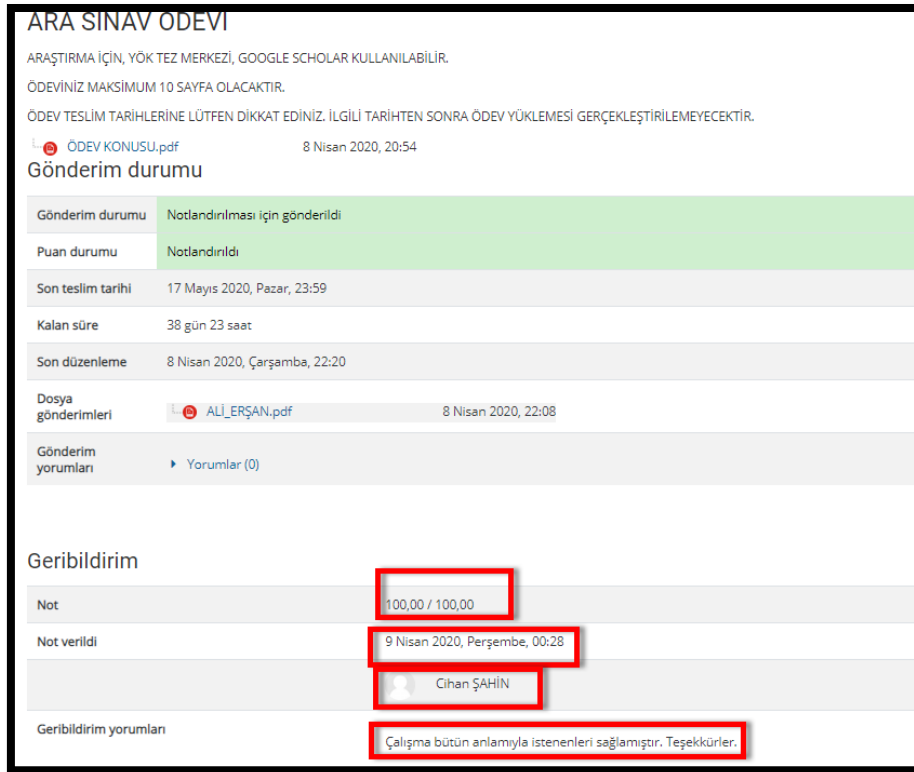 ARA SINAV ÖDEVİ
ARAŞTIRMA İÇİN, YÖK TEZ MERKEZİ, GOOGLE SCHOLAR KULLANILABİLİR.
ÖDEVİNİZ MAKSİMUM 10 SAYFA OLACAKTIR.
ÖDEV TESLİM TARİHLERİNE LÜTFEN DİKKAT EDİNİZ. İLGİLİ TARİHTEN SONRA ÖDEV YÜKLEMESİ GERÇEKLEŞTİRİLEMEYECEKTİR.
ÖDEV KONUSU.pdf 8 Nisan 2020, 20:54
Gönderim durumu
Gönderim durumu Notlandırılması için gönderildi
Puan durumu Notlandırıldı
Son teslim tarihi 17 Mayıs 2020, Pazar, 23:59
Kalan süre 38 gün 23 saat
Son düzenleme 8 Nisan 2020, Çarşamba, 22:20
Dosya
gönderimleri ALİ_ERŞAN.pdf 8 Nisan 2020, 22:08
Gönderim
yorumları Yorumlar (0)
Geribildirim
Not 100,00 / 100,00
Not verildi 9 Nisan 2020, Perşembe, 00:28
Cihan ŞAHİN
Geribildirim yorumları Çalışma bütün anlamıyla istenenleri sağlamıştır. Teşekkürler.